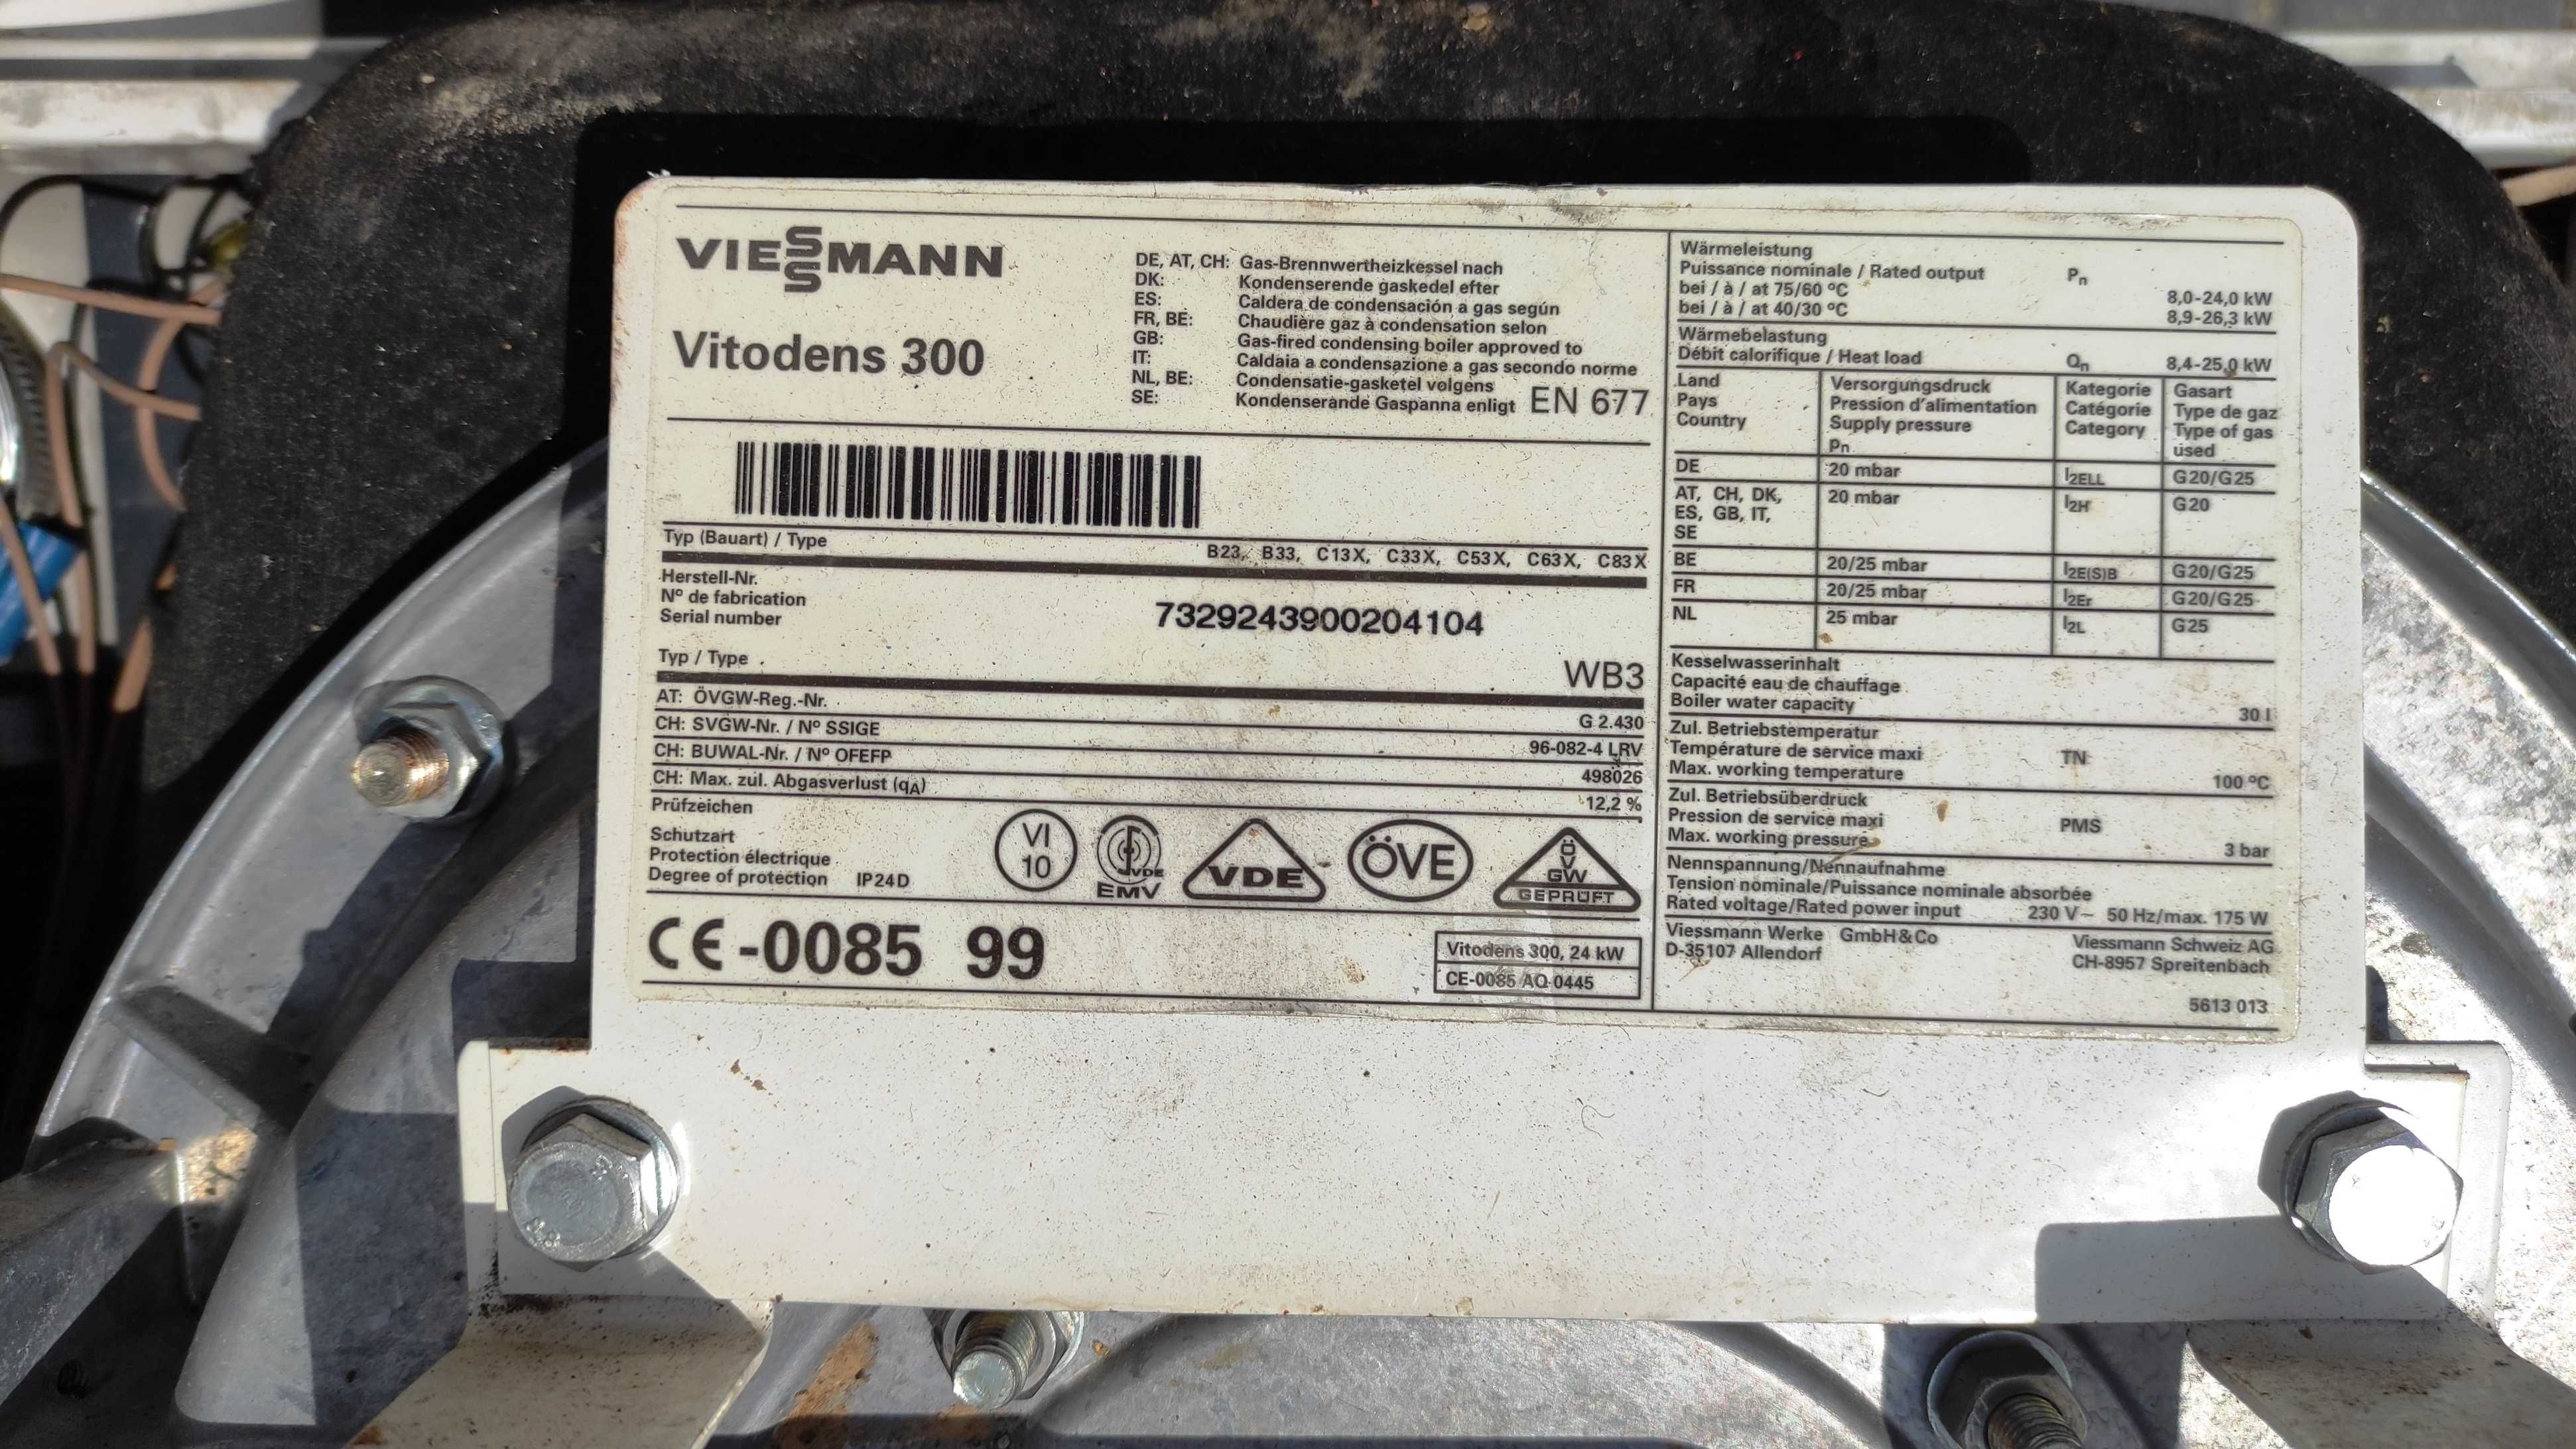 VIESSMANN
Vitodens 300
DE, AT, CH: Gas-Brennwertheizkessel nach
DK: Kondenserende gaskedel efter
ES: Caldera de condensación a gas según
FR, BE: Chaudière gaz à condensation selon
GB: Gas-fired condensing boiler approved to
IT: Caldaia a condensazione a gas secondo norme
NL, BE: Condensatie-gasketel volgens
SE: Kondenserande Gaspanna enligt EN 677
Typ (Bauart) / Type B23, B33, C13X, C33X, C53X, C63X, C83X
Herstell-Nr.
Nº de fabrication
Serial number 7329243900204104
Typ / Type WB3
AT: ÖVGW-Reg.-Nr. G 2.430
CH: SVGW-Nr. / Nº SSIGE 96-082-4 LRV
CH: BUWAL-Nr. / Nº OFEFP 498026
CH: Max. zul. Abgasverlust (qA) 12,2 %
Prüfzeichen
Schutzart
Protection électrique
Degree of protection IP24D
VI
10
VDE
EMV
VDE
ÖVE
ÖVGW
GEPRÜFT
CE-0085 99
Vitodens 300, 24 kW
CE-0085 AQ 0445
Wärmeleistung
Puissance nominale / Rated output Pn
bei / à / at 75/60 ºC 8,0-24,0 kW
bei / à / at 40/30 ºC 8,9-26,3 kW
Wärmebelastung
Débit calorifique / Heat load Qn 8,4-25,0 kW
Land Versorgungsdruck Kategorie Gasart
Pays Pression d'alimentation Catégorie Type de gaz
Country Supply pressure Category Type of gas
Pn used
DE 20 mbar I2ELL G20/G25
AT, CH, DK, 20 mbar I2H G20
ES, GB, IT,
SE
BE 20/25 mbar I2E(S)B G20/G25
FR 20/25 mbar I2Er G20/G25
NL 25 mbar I2L G25
Kesselwasserinhalt
Capacité eau de chauffage
Boiler water capacity 30 l
Zul. Betriebstemperatur
Température de service maxi TN
Max. working temperature 100 ºC
Zul. Betriebsüberdruck
Pression de service maxi PMS
Max. working pressure 3 bar
Nennspannung/Nennaufnahme
Tension nominale/Puissance nominale absorbée
Rated voltage/Rated power input 230 V~ 50 Hz/max. 175 W
Viessmann Werke GmbH&Co Viessmann Schweiz AG
D-35107 Allendorf CH-8957 Spreitenbach
5613 013